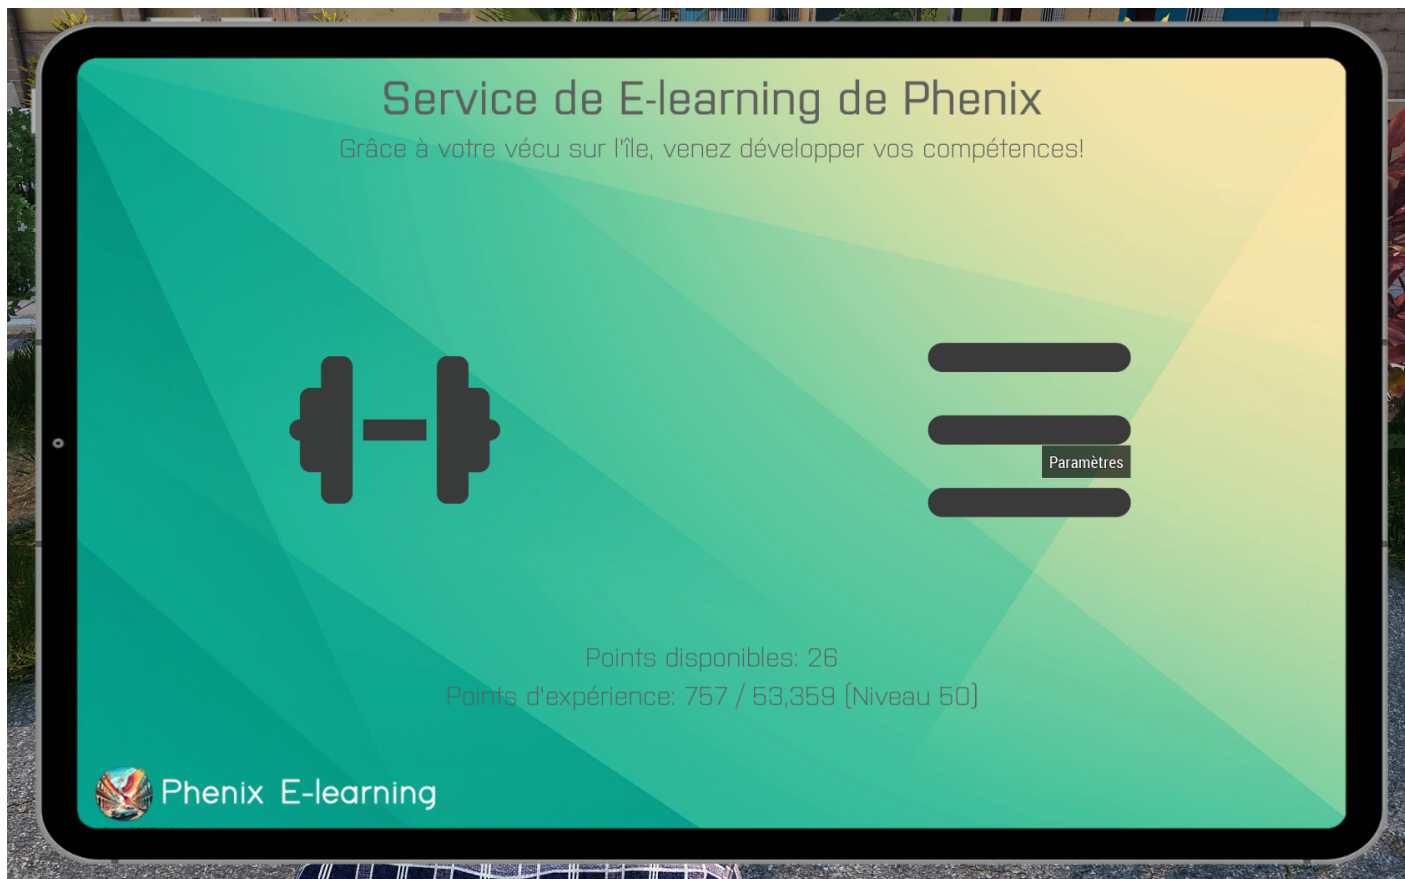 Service de E-learning de Phenix
Grâce à votre vécu sur l'île, venez développer vos compétences!
Paramètres
Points disponibles: 26
Points d'expérience: 757 / 53,359 (Niveau 50)
Phenix E-learning